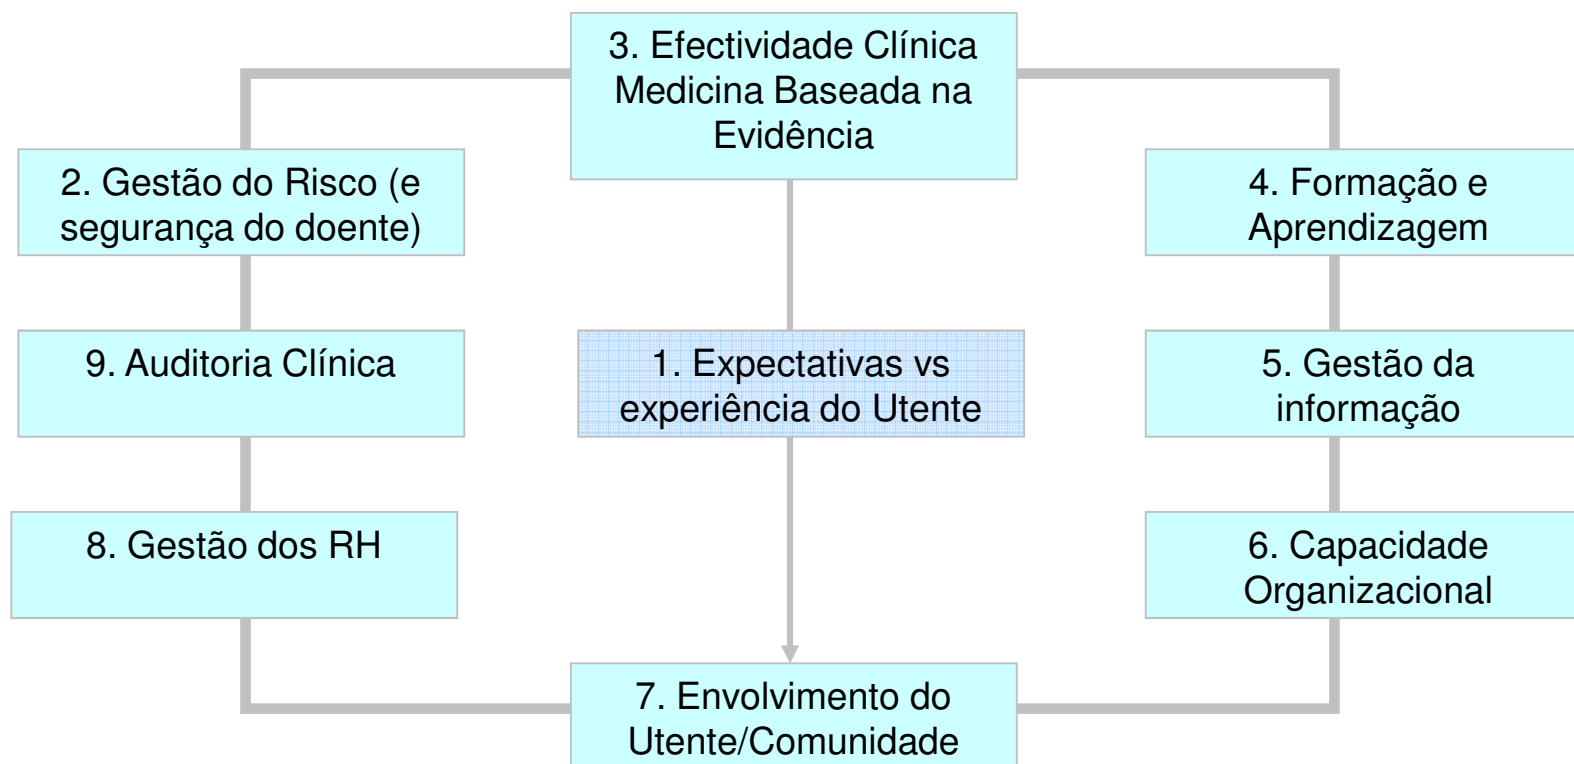 3. Efectividade Clínica
Medicina Baseada na
Evidência
2. Gestão do Risco (e
segurança do doente)
4. Formação e
Aprendizagem
9. Auditoria Clínica
1. Expectativas vs
experiência do Utente
5. Gestão da
informação
8. Gestão dos RH
6. Capacidade
Organizacional
7. Envolvimento do
Utente/Comunidade